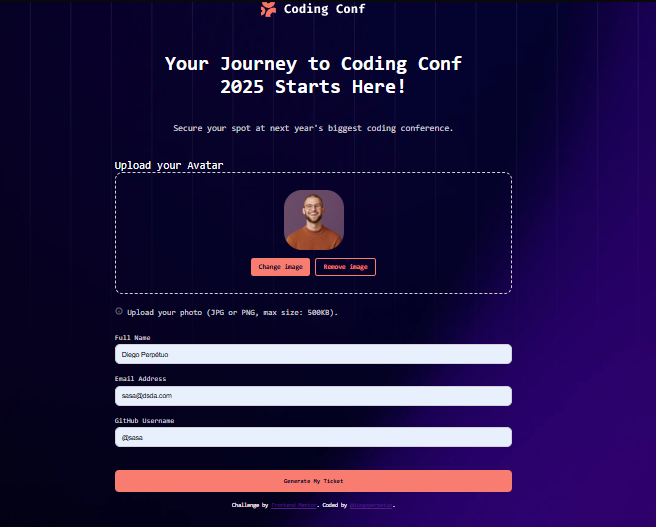 Coding Conf
Your Journey to Coding Conf
2025 Starts Here!
Secure your spot at next year's biggest coding conference.
Upload your Avatar
Change image
Remove image
Upload your photo (JPG or PNG, max size: 500KB).
Full Name
Diego Perpétuo
Email Address
sasa@dsda.com
GitHub Username
@sasa
Generate My Ticket
Challenge by Frontend Mentor. Coded by